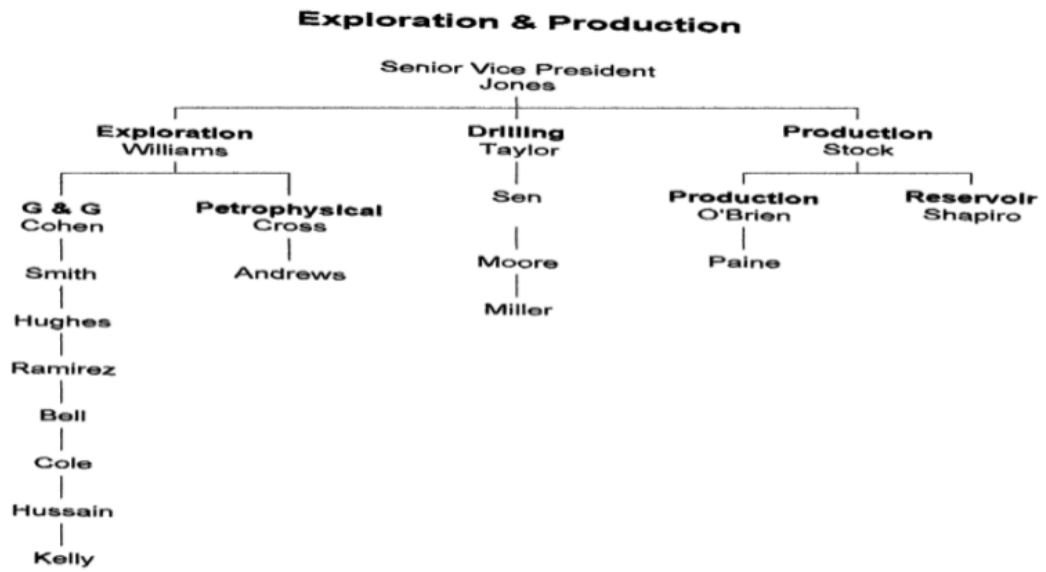 Exploration & Production
Senior Vice President
Jones
Exploration
Williams
Drilling
Taylor
Production
Stock
G & G
Cohen
Petrophysical
Cross
Sen
Production
O'Brien
Reservoir
Shapiro
Smith
Andrews
Moore
Paine
Hughes
Miller
Ramirez
Bell
Cole
Hussain
Kelly